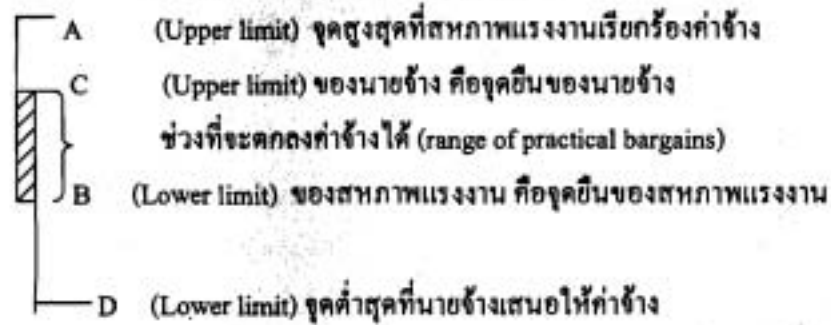 A (Upper limit) จุดสูงสุดที่สหภาพแรงงานเรียกร้องค่าจ้าง
C (Upper limit) ของนายจ้าง คือจุดยืนของนายจ้าง
ช่วงที่จะตกลงค่าจ้างได้ (range of practical bargains)
B (Lower limit) ของสหภาพแรงงาน คือจุดยืนของสหภาพแรงงาน
D (Lower limit) จุดต่ำสุดที่นายจ้างเสนอให้ค่าจ้าง